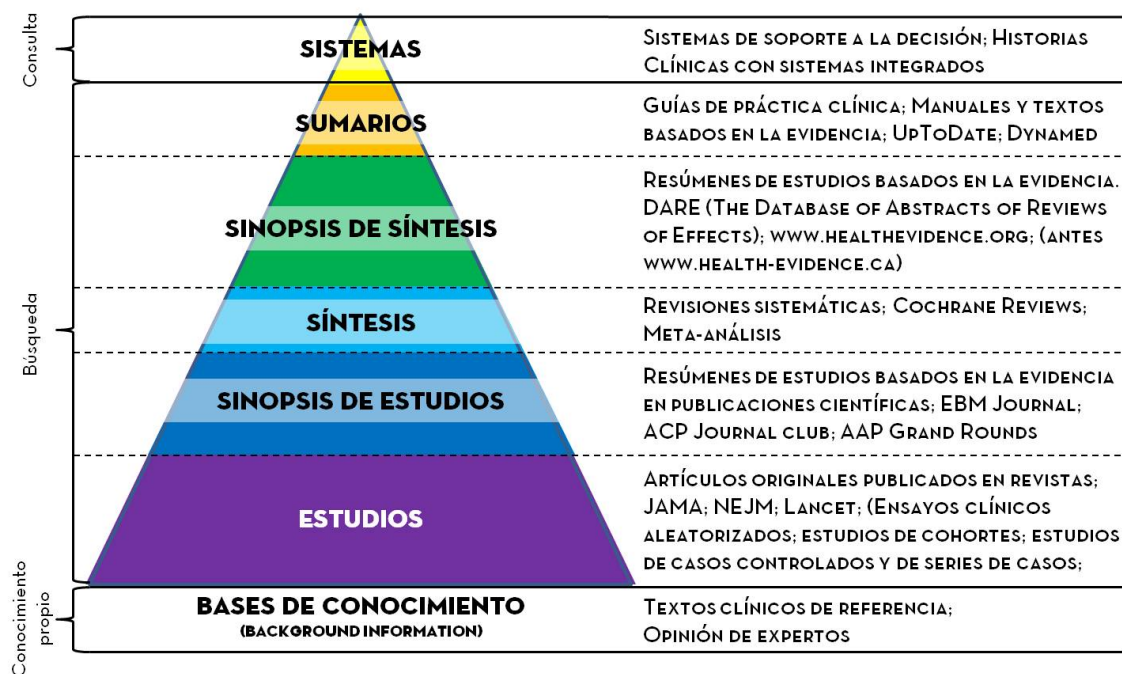 Consulta
SISTEMAS
SISTEMAS DE SOPORTE A LA DECISIÓN; HISTORIAS
CLÍNICAS CON SISTEMAS INTEGRADOS
Búsqueda
SUMARIOS
GUÍAS DE PRÁCTICA CLÍNICA; MANUALES Y TEXTOS
BASADOS EN LA EVIDENCIA; UPTODATE; DYNAMED
SINOPSIS DE SÍNTESIS
RESÚMENES DE ESTUDIOS BASADOS EN LA EVIDENCIA.
DARE (THE DATABASE OF ABSTRACTS OF REVIEWS
OF EFFECTS); WWW.HEALTHEVIDENCE.ORG; (ANTES
WWW.HEALTH-EVIDENCE.CA)
SÍNTESIS
REVISIONES SISTEMÁTICAS; COCHRANE REVIEWS;
META-ANÁLISIS
SINOPSIS DE ESTUDIOS
RESÚMENES DE ESTUDIOS BASADOS EN LA EVIDENCIA
EN PUBLICACIONES CIENTÍFICAS; EBM JOURNAL;
ACP JOURNAL CLUB; AAP GRAND ROUNDS
ESTUDIOS
ARTÍCULOS ORIGINALES PUBLICADOS EN REVISTAS;
JAMA; NEJM; LANCET; (ENSAYOS CLÍNICOS
ALEATORIZADOS; ESTUDIOS DE COHORTES; ESTUDIOS
DE CASOS CONTROLADOS Y DE SERIES DE CASOS;
Conocimiento
propio
BASES DE CONOCIMIENTO
(BACKGROUND INFORMATION)
TEXTOS CLÍNICOS DE REFERENCIA;
OPINIÓN DE EXPERTOS